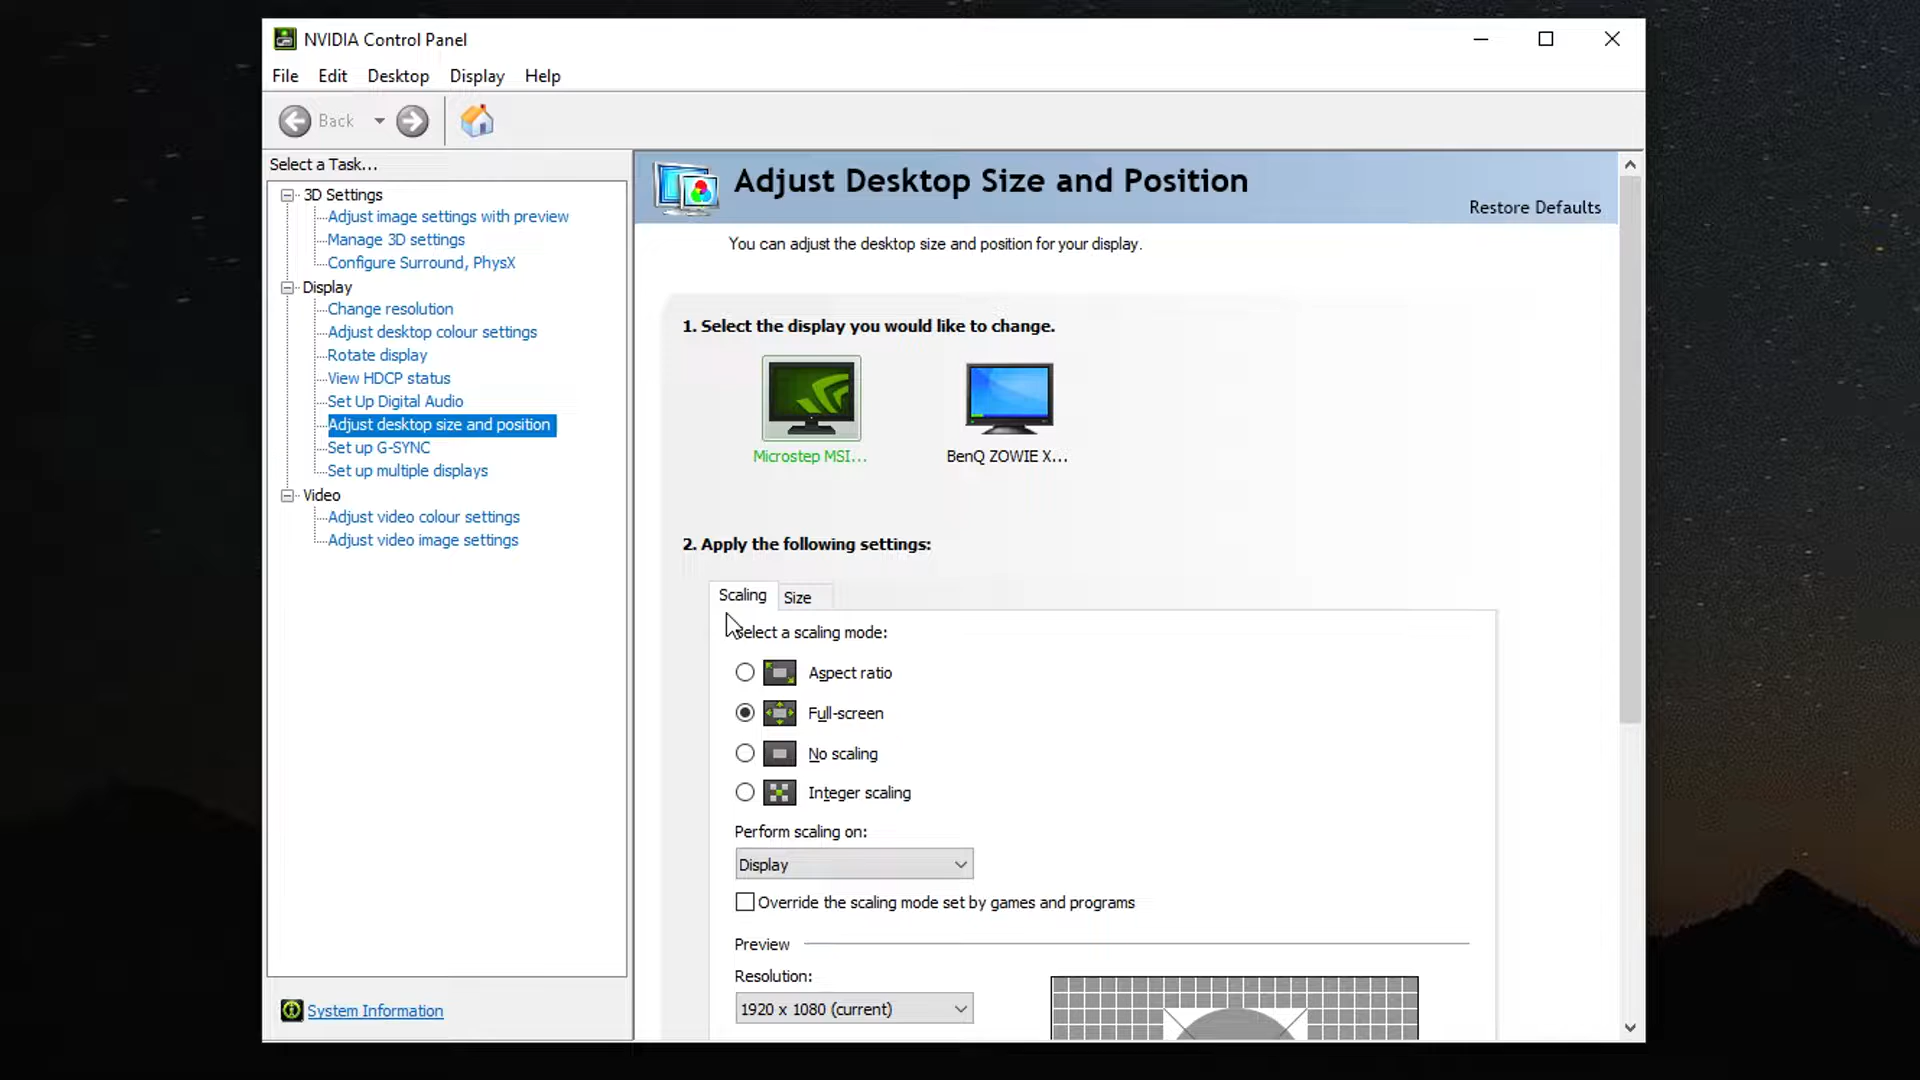 NVIDIA Control Panel
File Edit Desktop Display Help
Back
Select a Task...
3D Settings
Adjust image settings with preview
Manage 3D settings
Configure Surround, PhysX
Display
Change resolution
Adjust desktop colour settings
Rotate display
View HDCP status
Set Up Digital Audio
Adjust desktop size and position
Set up G-SYNC
Set up multiple displays
Video
Adjust video colour settings
Adjust video image settings
System Information
Adjust Desktop Size and Position
Restore Defaults
You can adjust the desktop size and position for your display.
1. Select the display you would like to change.
Microstep MSI... BenQ ZOWIE X...
2. Apply the following settings:
Scaling Size
Select a scaling mode:
Aspect ratio
Full-screen
No scaling
Integer scaling
Perform scaling on:
Display
Override the scaling mode set by games and programs
Preview
Resolution:
1920 x 1080 (current)